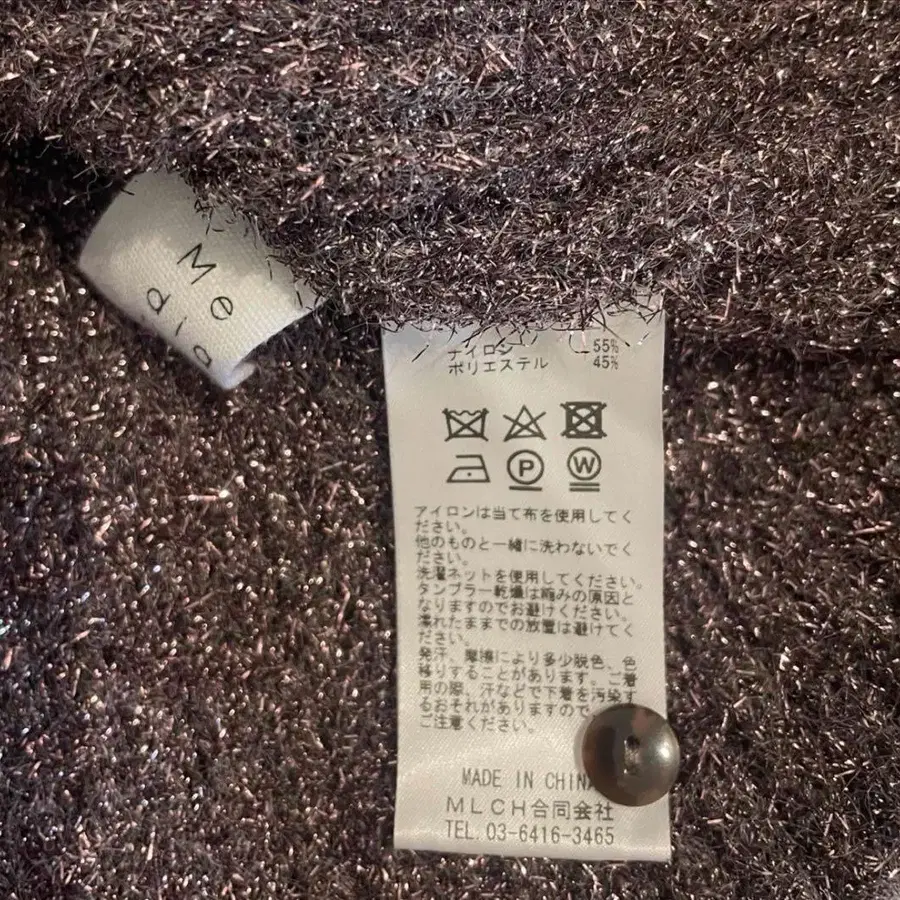 Me
dia
ナイロン 55%
ポリエステル 45%
P W
アイロンは当て布を使用してく
ださい。
他のものと一緒に洗わないでく
ださい。
洗濯ネットを使用してください。
タンブラー乾燥は縮みの原因と
なりますのでお避けください。
濡れたままでの放置は避けてく
ださい。
発汗、摩擦により多少脱色、色
移りすることがあります。ご着
用の際、汗などで下着を汚染す
るおそれがありますので
ご注意ください。
MADE IN CHINA
MLCH合同会社
TEL.03-6416-3465